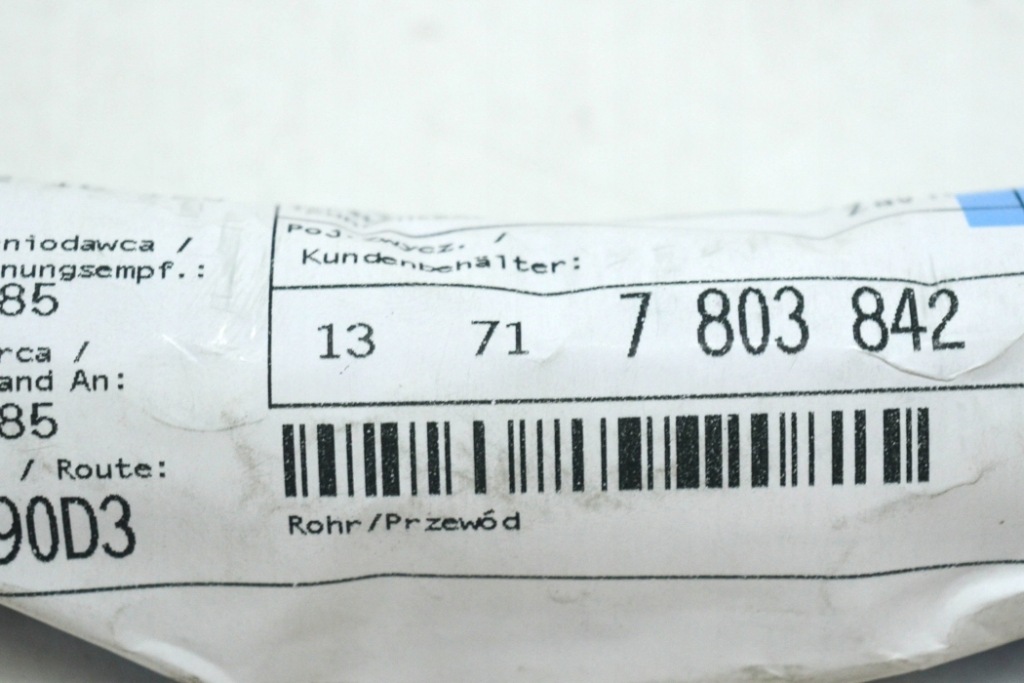 niodawca /
nungsempf.:
85
rca /
and An:
85
/ Route:
90D3
Kundenbehälter:
13 71 7 803 842
Rohr/Przewód